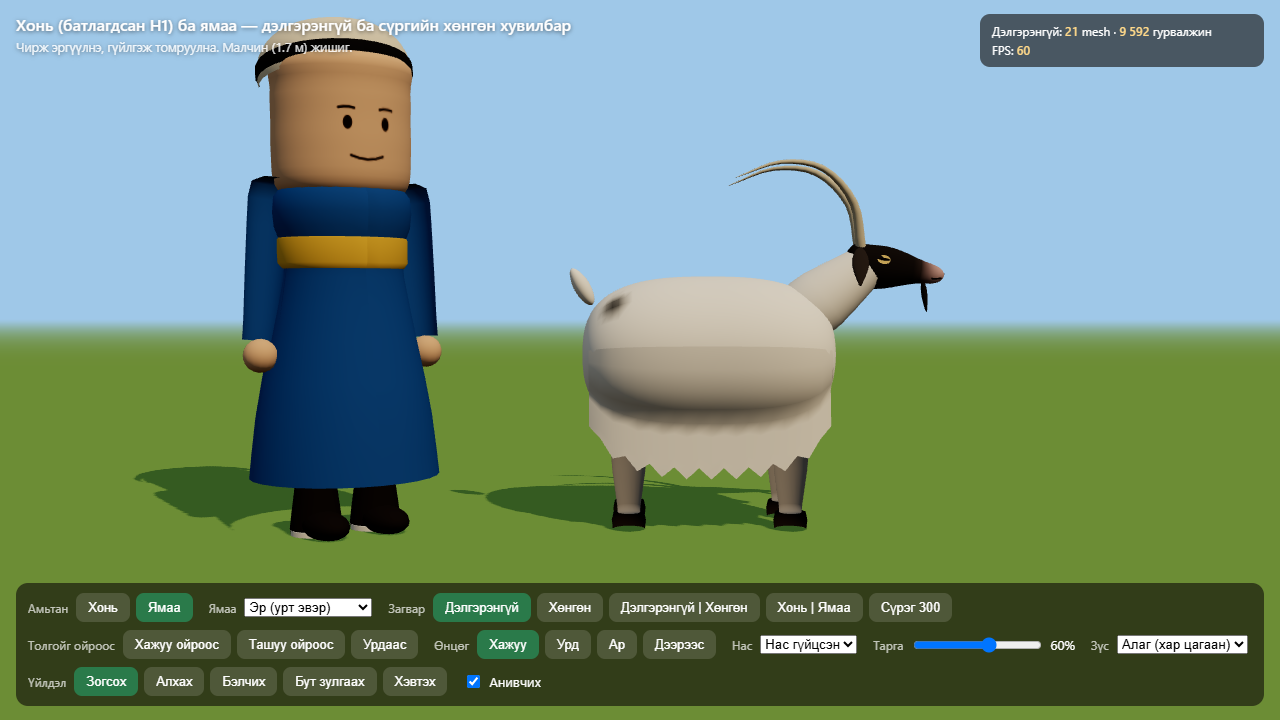 Хонь (батлагдсан H1) ба ямаа — дэлгэрэнгүй ба сүргийн хөнгөн хувилбар
Чирж эргүүлнэ, гүйлгэж томруулна. Малчин (1.7 м) жишиг.
Дэлгэрэнгүй: 21 mesh · 9 592 гурвалжин
FPS: 60
Амьтан Хонь Ямаа Ямаа Эр (урт эвэр) Загвар Дэлгэрэнгүй Хөнгөн Дэлгэрэнгүй | Хөнгөн Хонь | Ямаа Сүрэг 300
Толгойг ойроос Хажуу ойроос Ташуу ойроос Урдаас Өнцөг Хажуу Урд Ар Дээрээс Нас Нас гүйцсэн Тарга 60% Зүс Алаг (хар цагаан)
Үйлдэл Зогсох Алхах Бэлчих Бут зулгаах Хэвтэх Анивчих